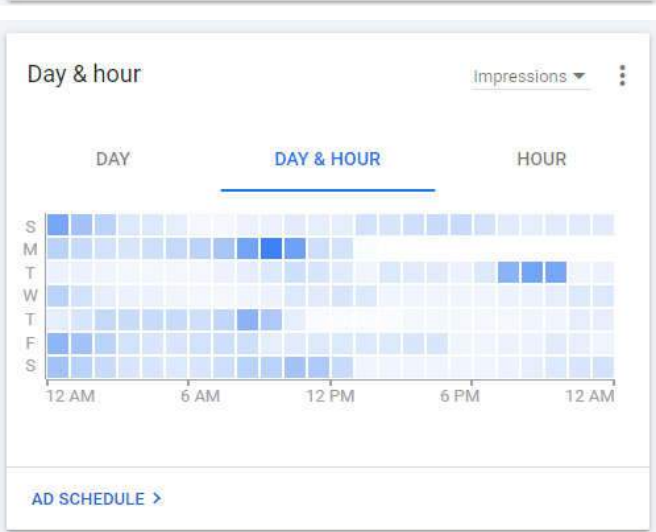 Day & hour
Impressions
DAY DAY & HOUR HOUR
S
M
T
W
T
F
S
12 AM 6 AM 12 PM 6 PM 12 AM
AD SCHEDULE